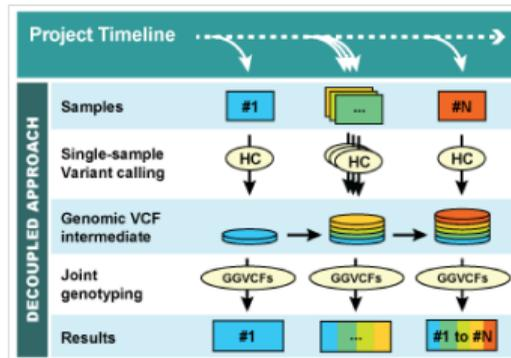 Project Timeline
DECOUPLED APPROACH
Samples
#1
...
#N
Single-sample
Variant calling
HC
HC
HC
Genomic VCF
intermediate
Joint
genotyping
GGVCFs
GGVCFs
GGVCFs
Results
#1
...
#1 to #N